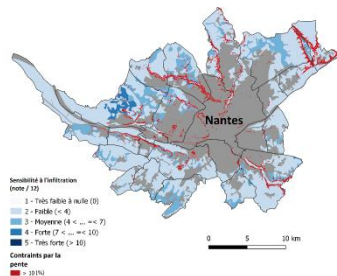 Nantes
Sensibilité à l'infiltration
(note / 12)
1 - Très faible à nulle (0)
2 - Faible (< 4)
3 - Moyenne (4 < ... =< 7)
4 - Forte (7 < ... =< 10)
5 - Très forte (> 10)
Contraints par la
pente
> 10 (%)
0 5 10 km